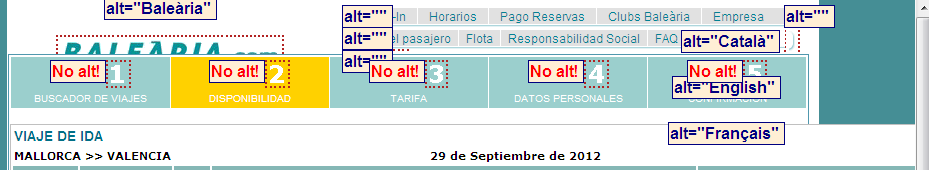 alt="Baleària"
alt="" -In Horarios Pago Reservas Clubs Baleària Empresa alt=""
alt="" el pasajero Flota Responsabilidad Social FAQ alt="Català"
BALEÀRIA.com alt=""
No alt! 1 No alt! 2 No alt! 3 No alt! 4 No alt! 5
alt="English"
BUSCADOR DE VIAJES DISPONIBILIDAD TARIFA DATOS PERSONALES CONFIRMACIÓN
alt="Français"
VIAJE DE IDA
MALLORCA >> VALENCIA 29 de Septiembre de 2012